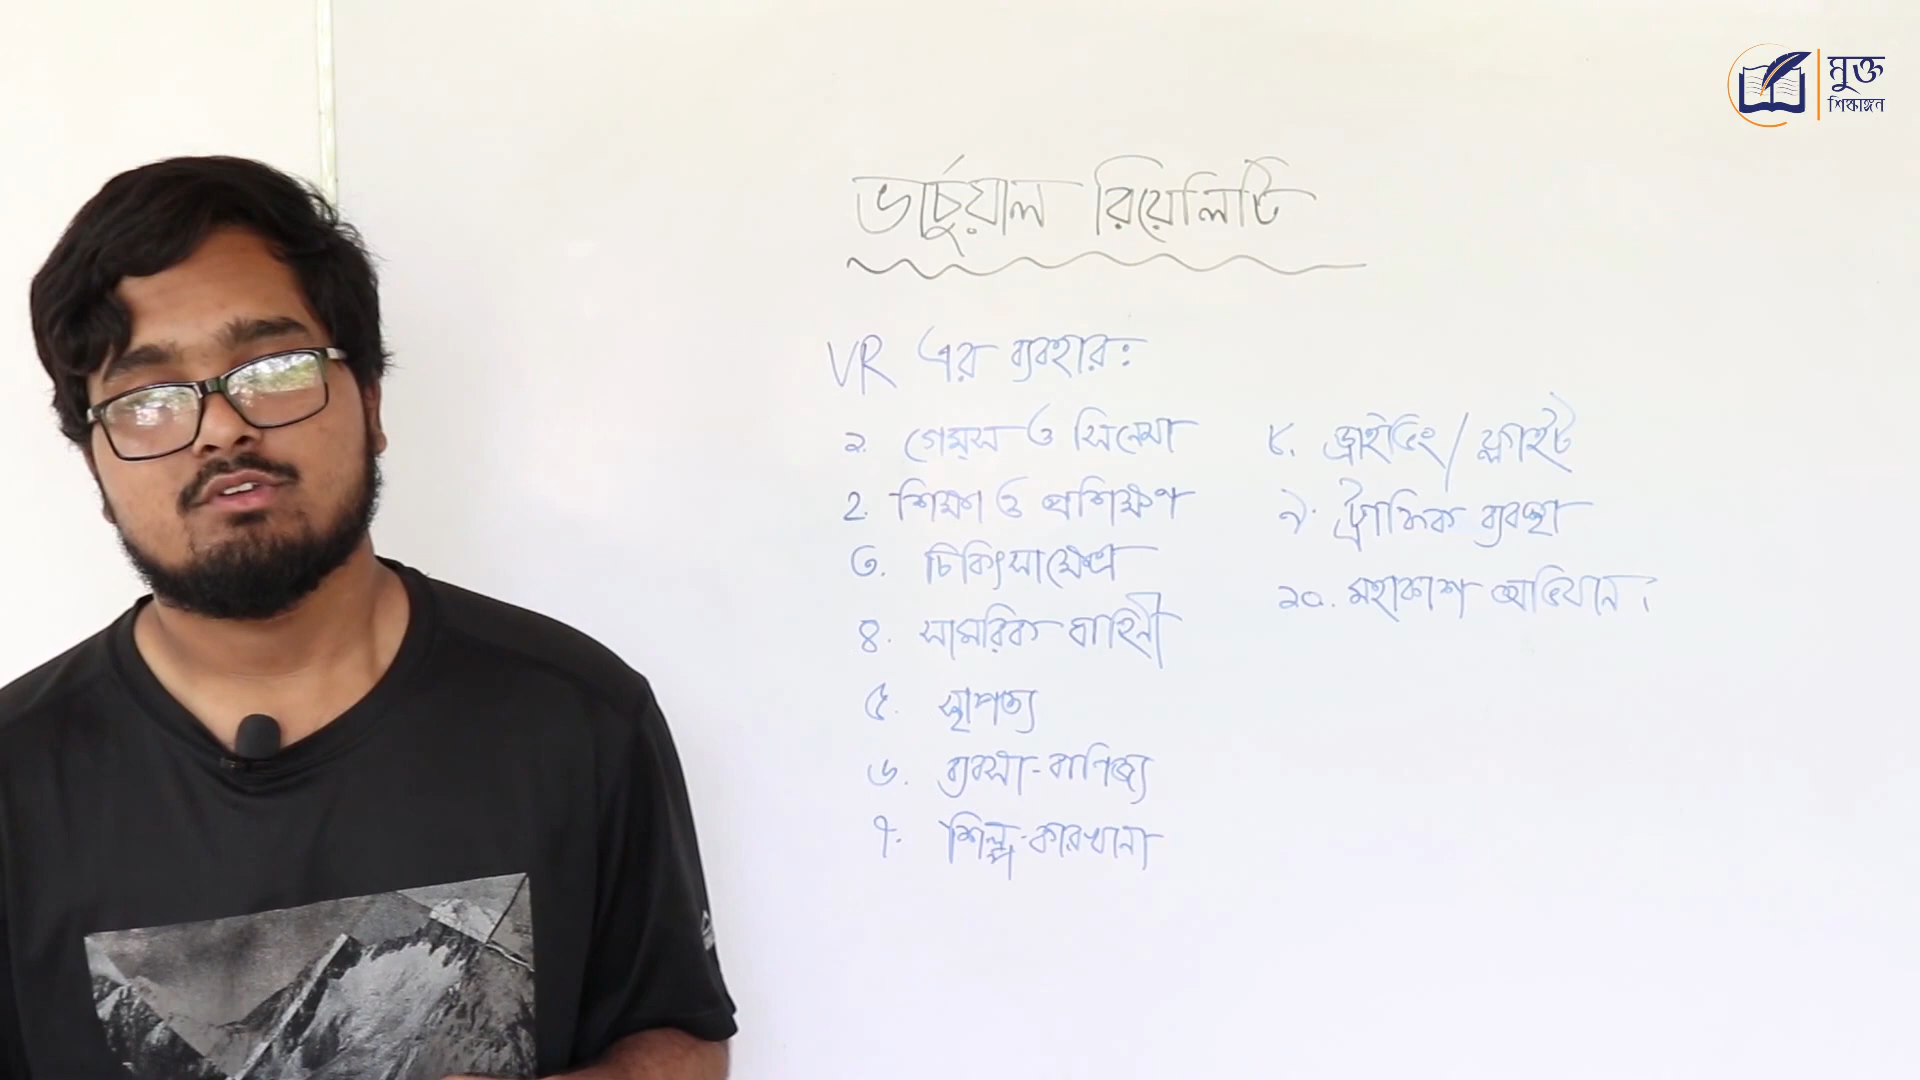 মুক্ত
শিক্ষাঙ্গন
ভার্চুয়াল রিয়েলিটি
VR এর ব্যবহার:
১. গেমস ও সিনেমা
২. শিক্ষা ও প্রশিক্ষণ
৩. চিকিৎসাক্ষেত্র
৪. সামরিক বাহিনী
৫. স্থাপত্য
৬. ব্যবসা-বাণিজ্য
৭. শিল্প-কারখানা
৮. ড্রাইভিং/ফ্লাইট
৯. ট্রাফিক ব্যবস্থা
১০. মহাকাশ অভিযান।